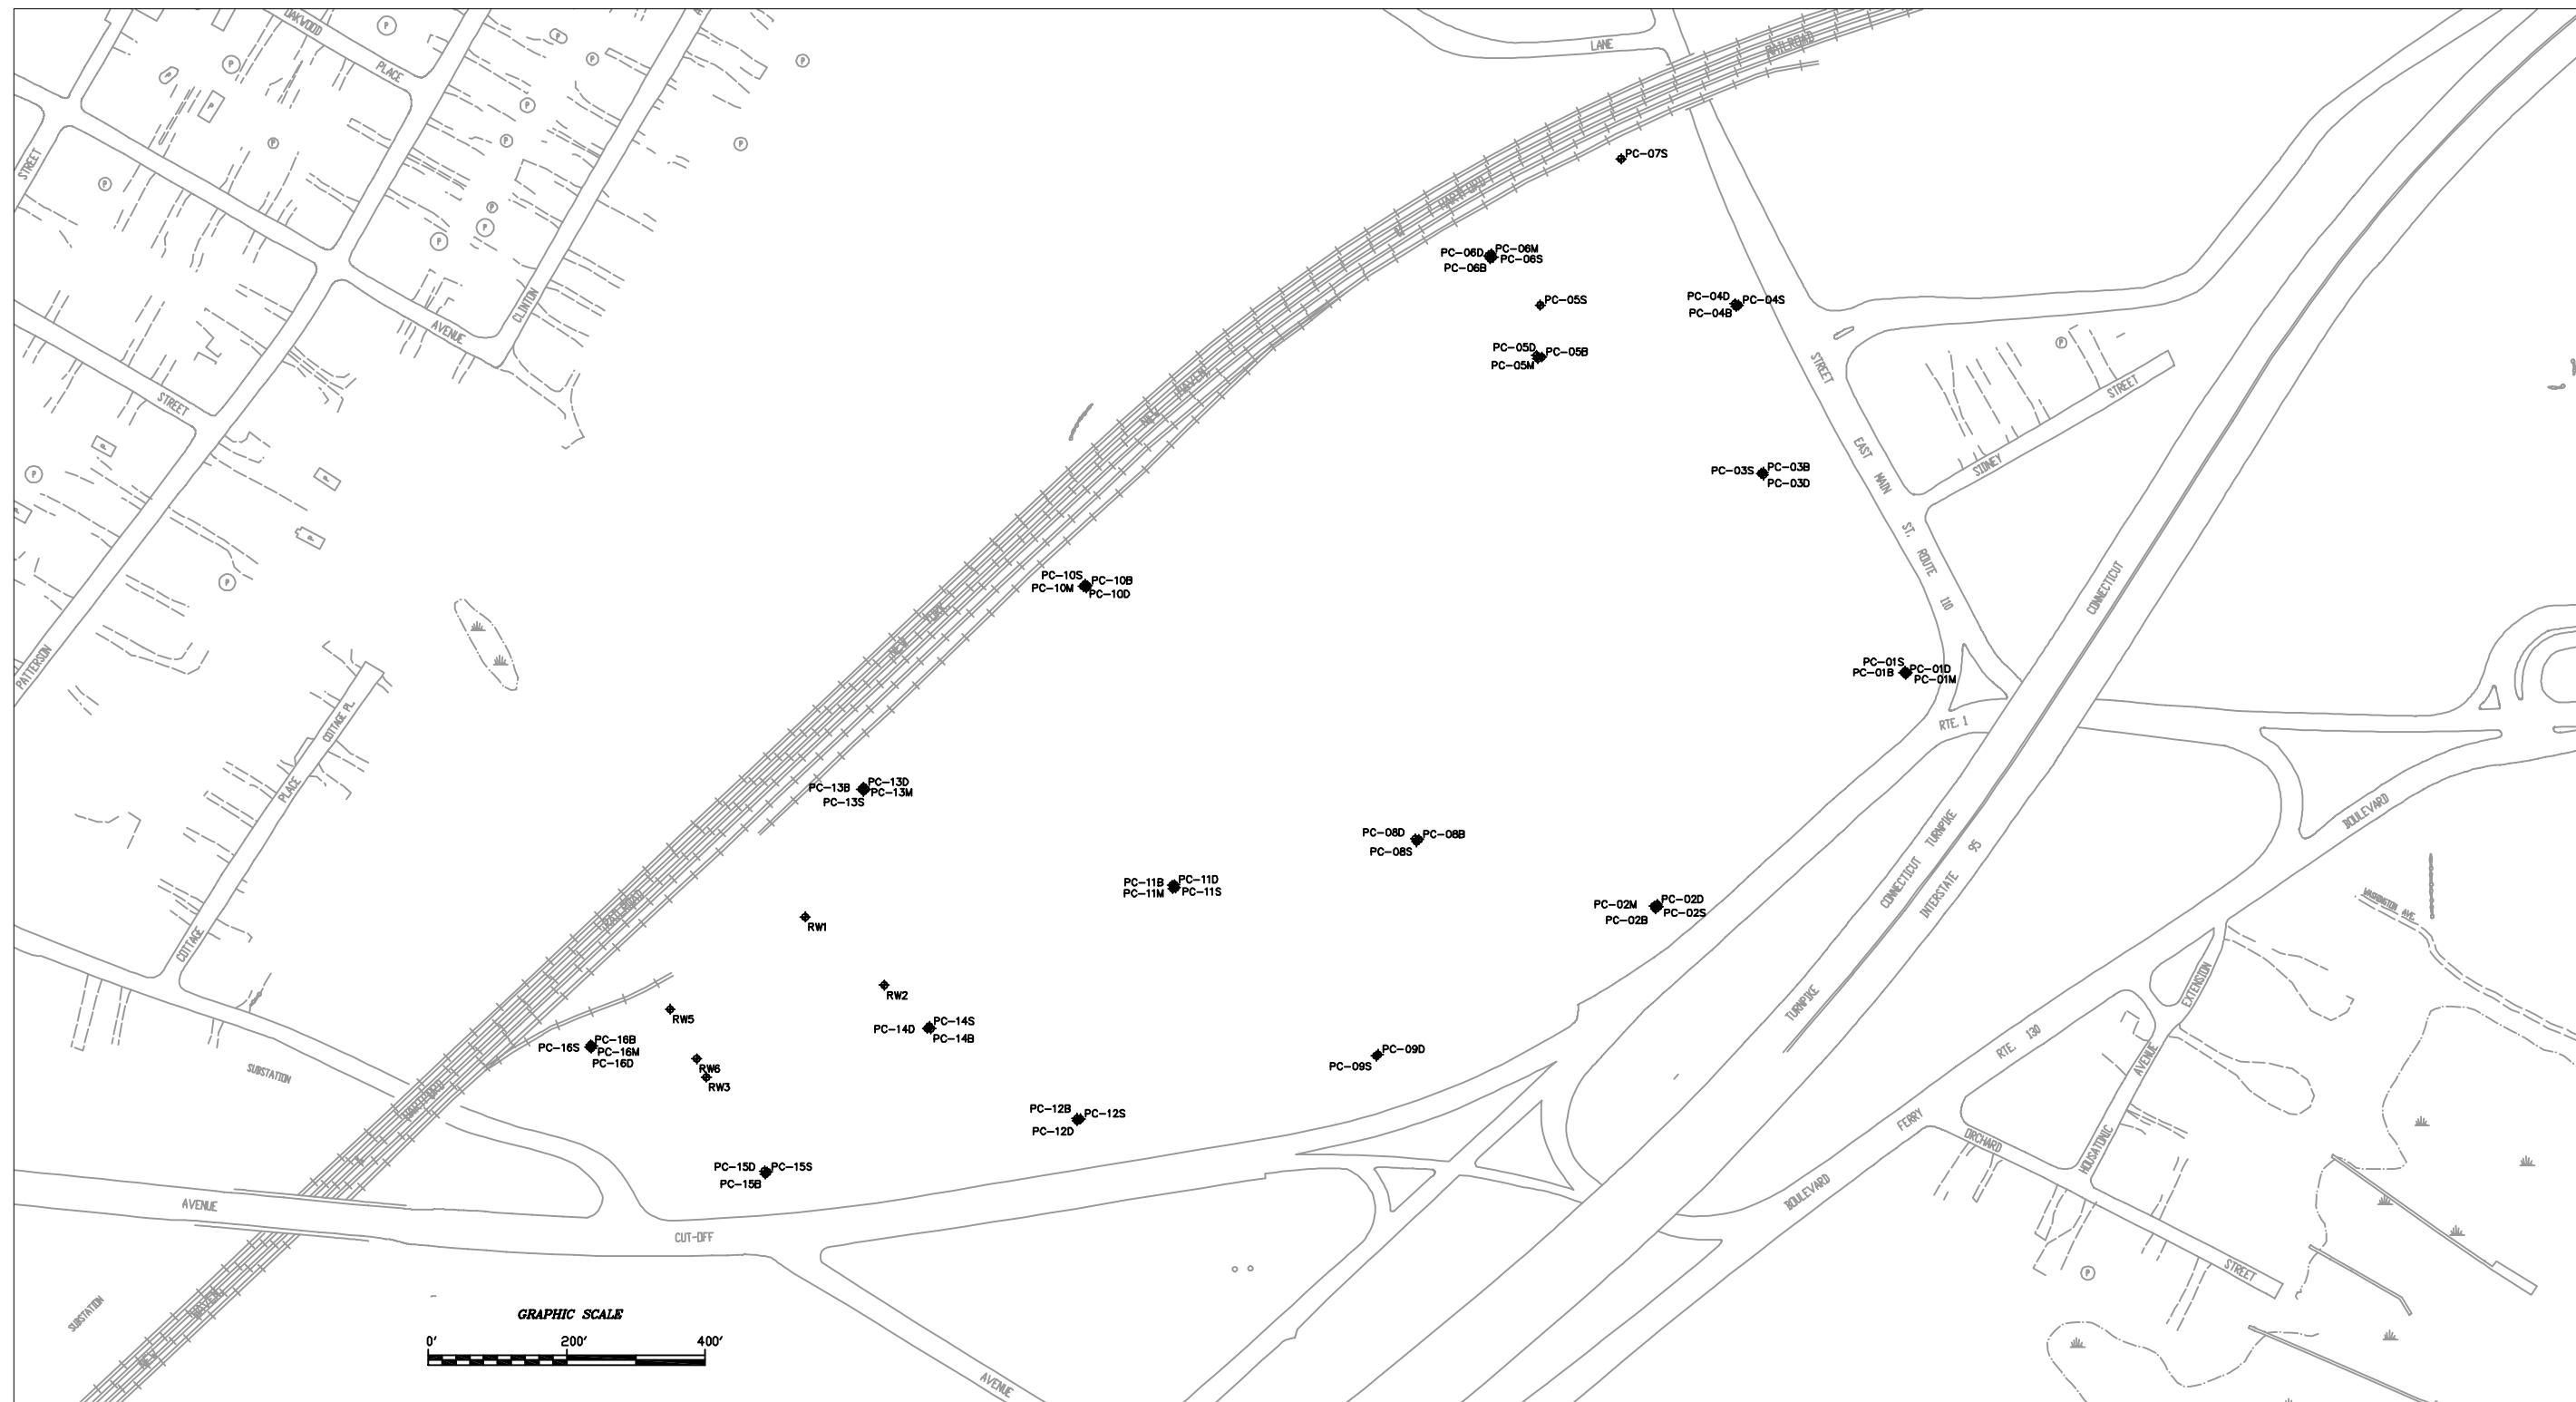 OAKWOOD
PLACE
LANE
RAILROAD
STREET
PC-07S
HARTFORD
PC-06D
PC-06M
PC-06S
PC-06B
CLINTON
AVENUE
PC-05S
PC-04D
PC-04S
PC-04B
PC-05D
PC-05B
PC-05M
STREET
STREET
STREET
HAVEN
NEW
EAST
MAIN
ST.
ROUTE
110
SIDNEY
PC-03S
PC-03B
PC-03D
CONNECTICUT
PC-10S
PC-10B
PC-10M
PC-10D
NEW
PATTERSON
COTTAGE PL.
PLACE
COTTAGE
PC-01S
PC-01D
PC-01B
PC-01M
RTE. 1
PC-13D
PC-13B
PC-13M
PC-13S
BOULEVARD
PC-08D
PC-08B
PC-08S
CONNECTICUT
TURNPIKE
INTERSTATE
95
PC-11D
PC-11B
PC-11M
PC-11S
PC-02D
PC-02M
PC-02S
PC-02B
RAILROAD
RW1
RW2
RW5
EXTENSION
TURNPIKE
PC-14S
PC-14D
PC-14B
PC-16B
PC-16S
PC-16M
PC-16D
RTE. 130
AVENUE
PC-09D
PC-09S
SUBSTATION
RW6
RW3
HARTFORD
PC-12B
PC-12S
PC-12D
FERRY
ORCHARD
HOUSATONIC
PC-15D
PC-15S
PC-15B
BOULEVARD
AVENUE
CUT-OFF
STREET
SUBSTATION
HAVEN
NEW
GRAPHIC SCALE
0' 200' 400'
AVENUE